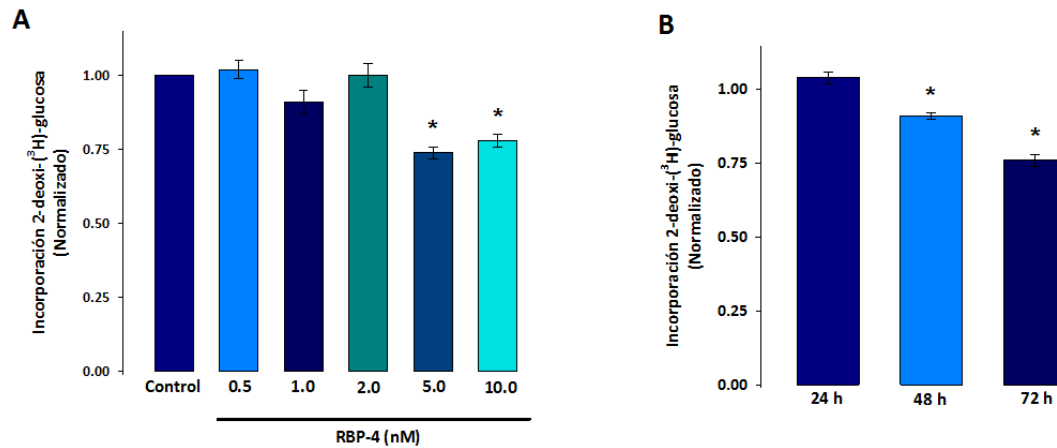 A
Incorporación 2-deoxi-(³H)-glucosa
(Normalizado)
1.00
0.75
0.50
0.25
0.00
*
*
Control 0.5 1.0 2.0 5.0 10.0
RBP-4 (nM)
B
Incorporación 2-deoxi-(³H)-glucosa
(Normalizado)
1.00
0.75
0.50
0.25
0.00
*
*
24 h 48 h 72 h